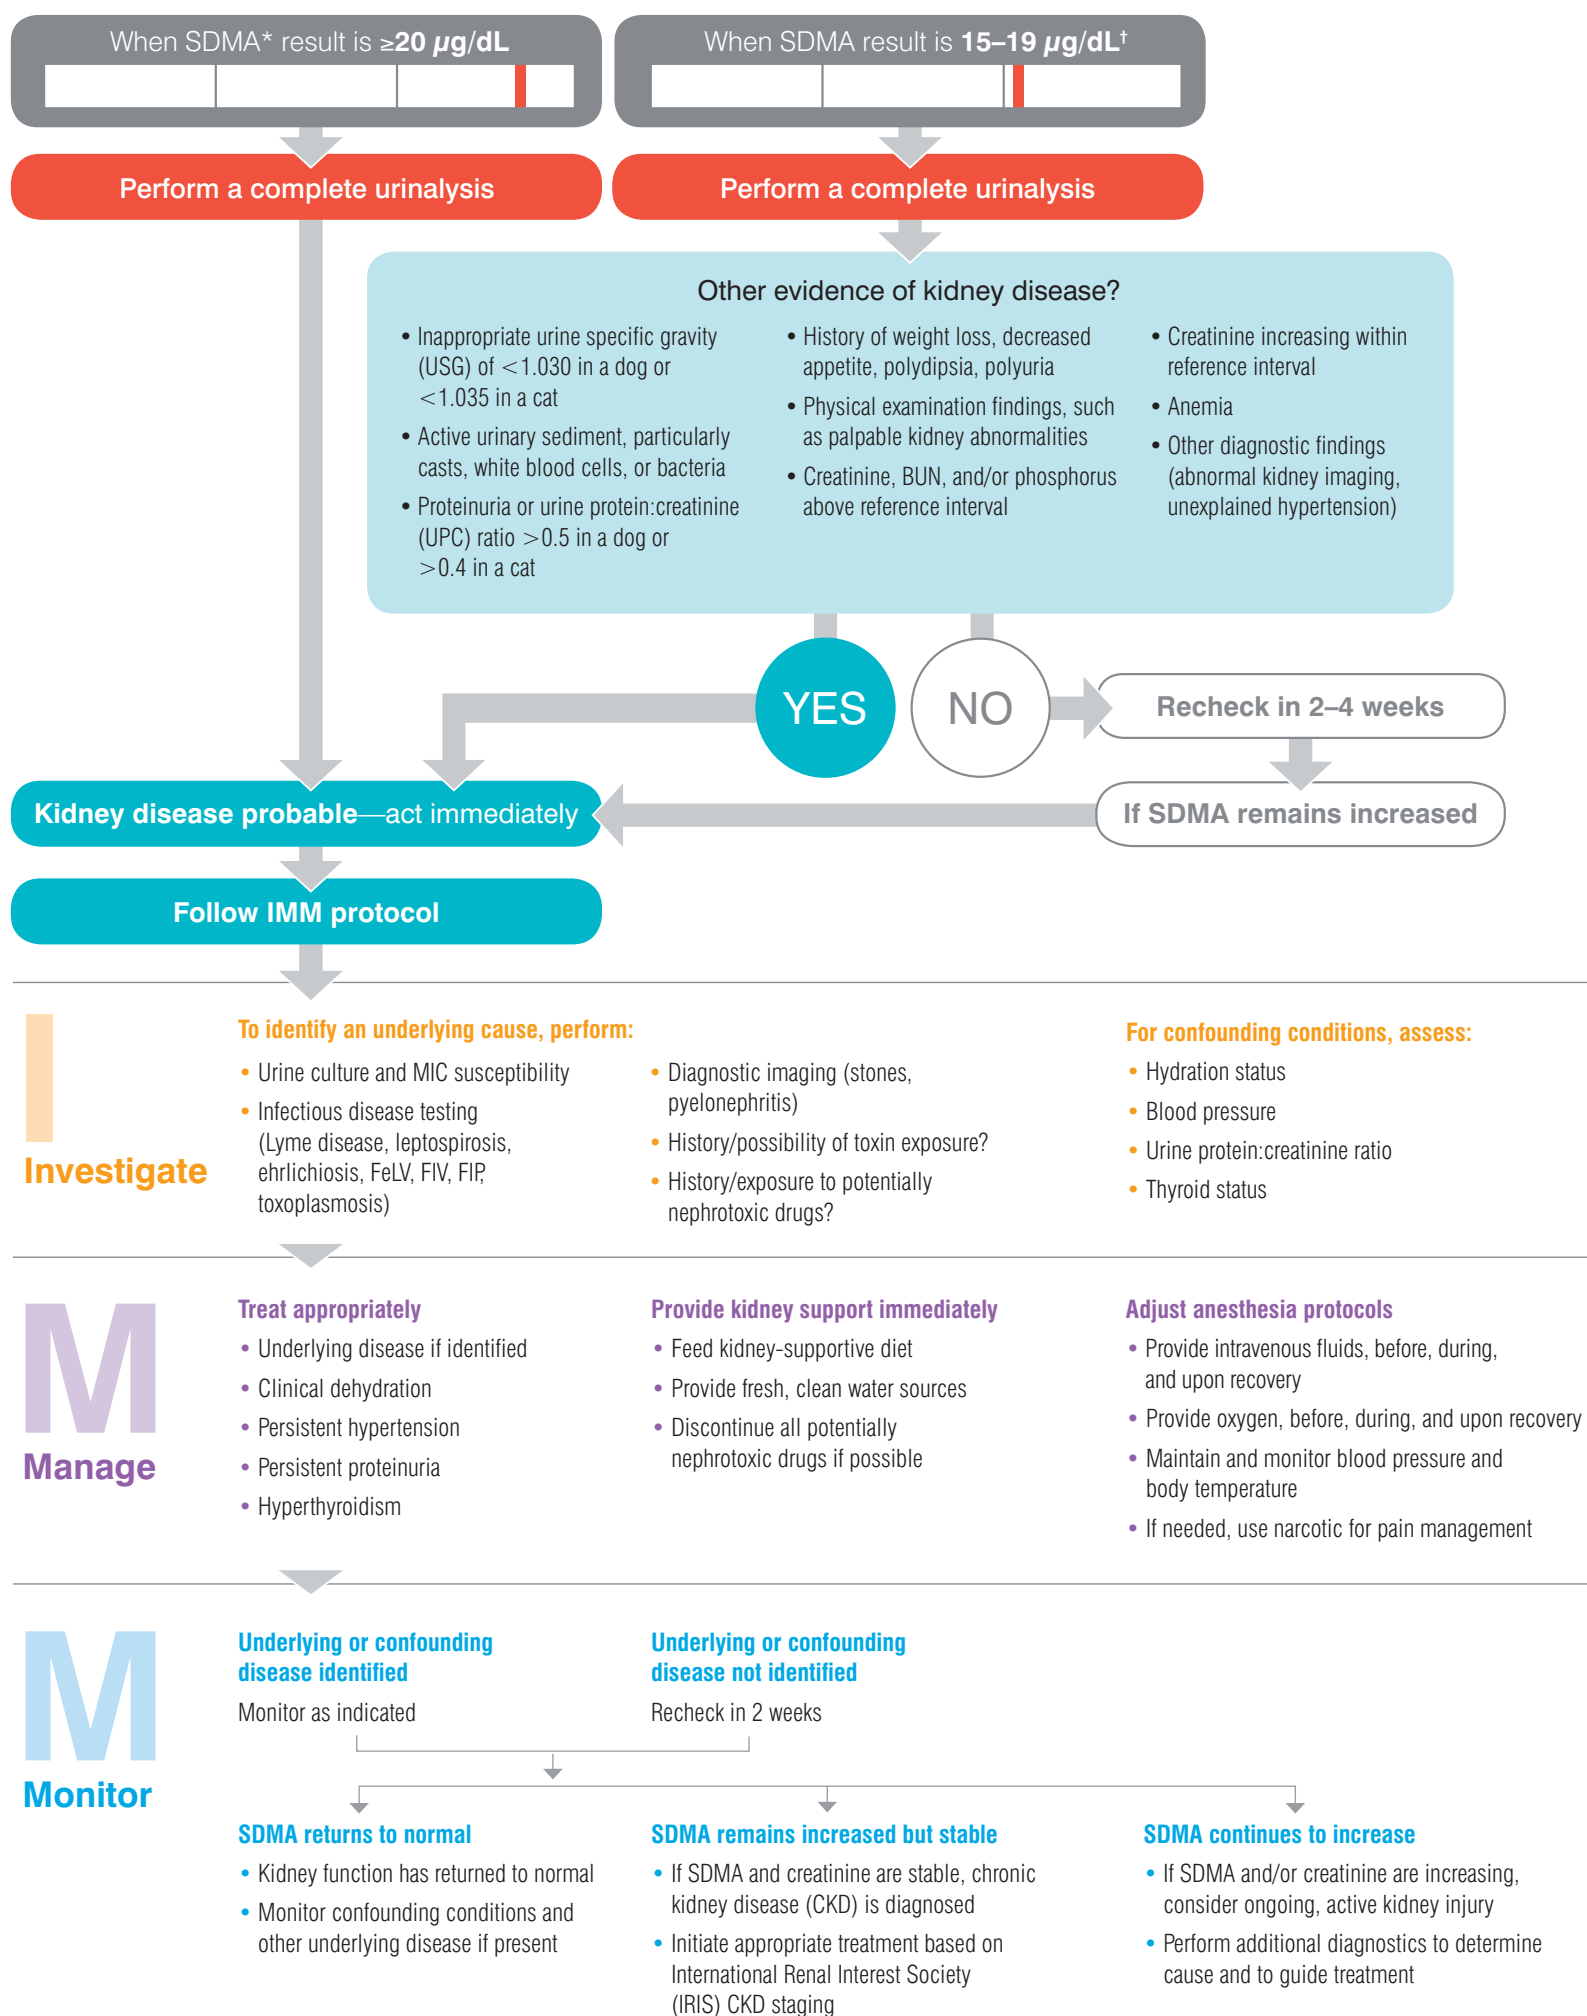 When SDMA* result is ≥20 µg/dL
When SDMA result is 15–19 µg/dL†
Perform a complete urinalysis
Perform a complete urinalysis
Other evidence of kidney disease?
• Inappropriate urine specific gravity
(USG) of <1.030 in a dog or
<1.035 in a cat
• Active urinary sediment, particularly
casts, white blood cells, or bacteria
• Proteinuria or urine protein:creatinine
(UPC) ratio >0.5 in a dog or
>0.4 in a cat
• History of weight loss, decreased
appetite, polydipsia, polyuria
• Physical examination findings, such
as palpable kidney abnormalities
• Creatinine, BUN, and/or phosphorus
above reference interval
• Creatinine increasing within
reference interval
• Anemia
• Other diagnostic findings
(abnormal kidney imaging,
unexplained hypertension)
YES
NO
Recheck in 2–4 weeks
If SDMA remains increased
Kidney disease probable—act immediately
Follow IMM protocol
I
Investigate
To identify an underlying cause, perform:
• Urine culture and MIC susceptibility
• Infectious disease testing
(Lyme disease, leptospirosis,
ehrlichiosis, FeLV, FIV, FIP,
toxoplasmosis)
• Diagnostic imaging (stones,
pyelonephritis)
• History/possibility of toxin exposure?
• History/exposure to potentially
nephrotoxic drugs?
For confounding conditions, assess:
• Hydration status
• Blood pressure
• Urine protein:creatinine ratio
• Thyroid status
M
Manage
Treat appropriately
• Underlying disease if identified
• Clinical dehydration
• Persistent hypertension
• Persistent proteinuria
• Hyperthyroidism
Provide kidney support immediately
• Feed kidney-supportive diet
• Provide fresh, clean water sources
• Discontinue all potentially
nephrotoxic drugs if possible
Adjust anesthesia protocols
• Provide intravenous fluids, before, during,
and upon recovery
• Provide oxygen, before, during, and upon recovery
• Maintain and monitor blood pressure and
body temperature
• If needed, use narcotic for pain management
M
Monitor
Underlying or confounding
disease identified
Monitor as indicated
Underlying or confounding
disease not identified
Recheck in 2 weeks
SDMA returns to normal
• Kidney function has returned to normal
• Monitor confounding conditions and
other underlying disease if present
SDMA remains increased but stable
• If SDMA and creatinine are stable, chronic
kidney disease (CKD) is diagnosed
• Initiate appropriate treatment based on
International Renal Interest Society
(IRIS) CKD staging
SDMA continues to increase
• If SDMA and/or creatinine are increasing,
consider ongoing, active kidney injury
• Perform additional diagnostics to determine
cause and to guide treatment